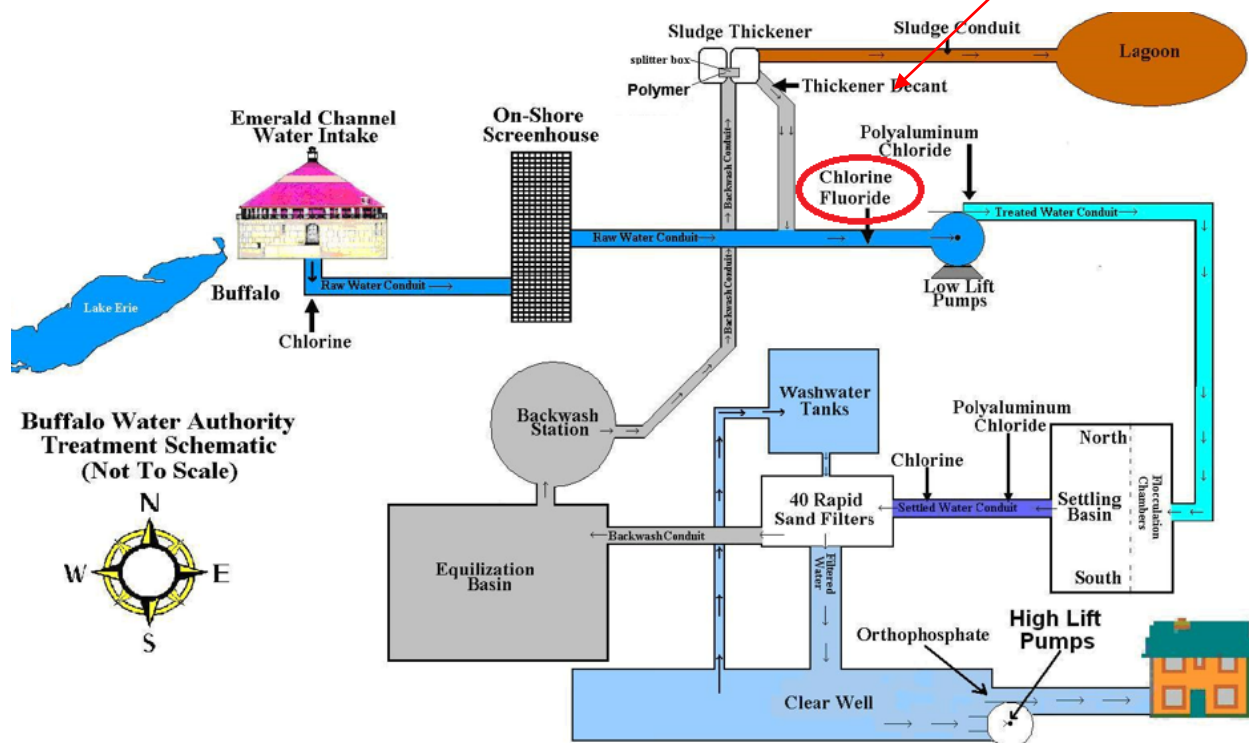 Sludge Thickener
Sludge Conduit
Lagoon
splitter box
Polymer
Thickener Decant
Emerald Channel
Water Intake
On-Shore
Screenhouse
Backwash Conduit
Polyaluminum
Chloride
Chlorine
Fluoride
Treated Water Conduit
Raw Water Conduit
Buffalo
Raw Water Conduit
Lake Erie
Low Lift
Pumps
Chlorine
Backwash Conduit
Buffalo Water Authority
Treatment Schematic
(Not To Scale)
Backwash
Station
Washwater
Tanks
Polyaluminum
Chloride
Chlorine
North
Flocculation
Chambers
Settling
Basin
South
40 Rapid
Sand Filters
Settled Water Conduit
Backwash Conduit
N
W
E
S
Equilization
Basin
Filtered
Water
High Lift
Pumps
Orthophosphate
Clear Well